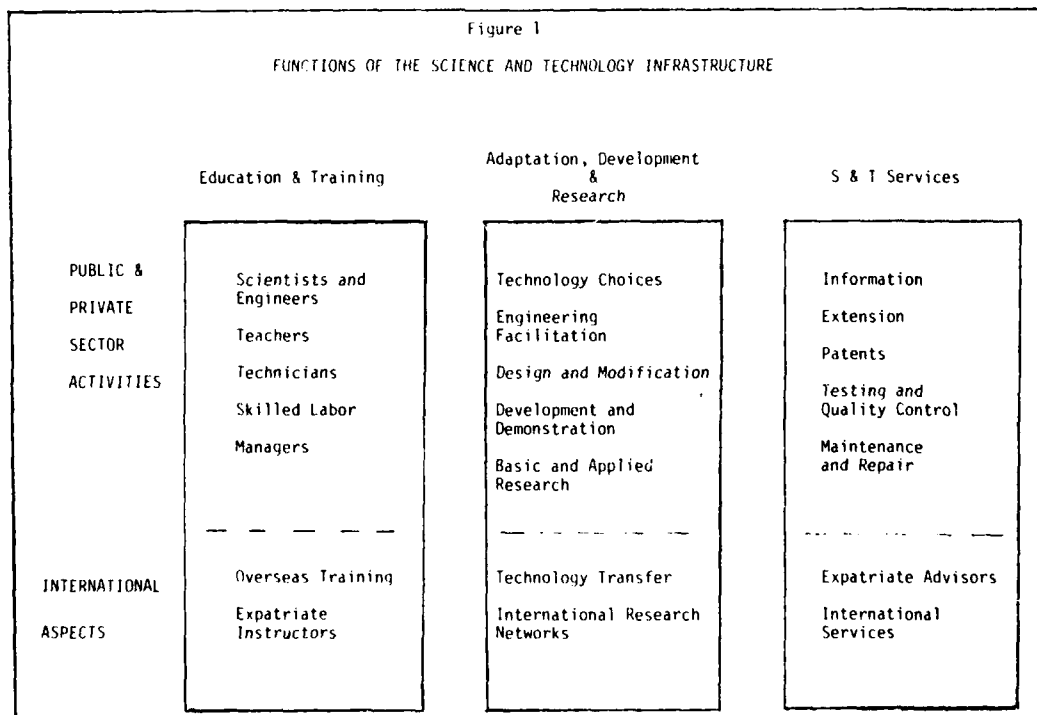 Figure 1
FUNCTIONS OF THE SCIENCE AND TECHNOLOGY INFRASTRUCTURE
Education & Training
Adaptation, Development
&
Research
S & T Services
PUBLIC &
PRIVATE
SECTOR
ACTIVITIES
Scientists and
Engineers
Teachers
Technicians
Skilled Labor
Managers
Technology Choices
Engineering
Facilitation
Design and Modification
Development and
Demonstration
Basic and Applied
Research
Information
Extension
Patents
Testing and
Quality Control
Maintenance
and Repair
INTERNATIONAL
ASPECTS
Overseas Training
Expatriate
Instructors
Technology Transfer
International Research
Networks
Expatriate Advisors
International
Services